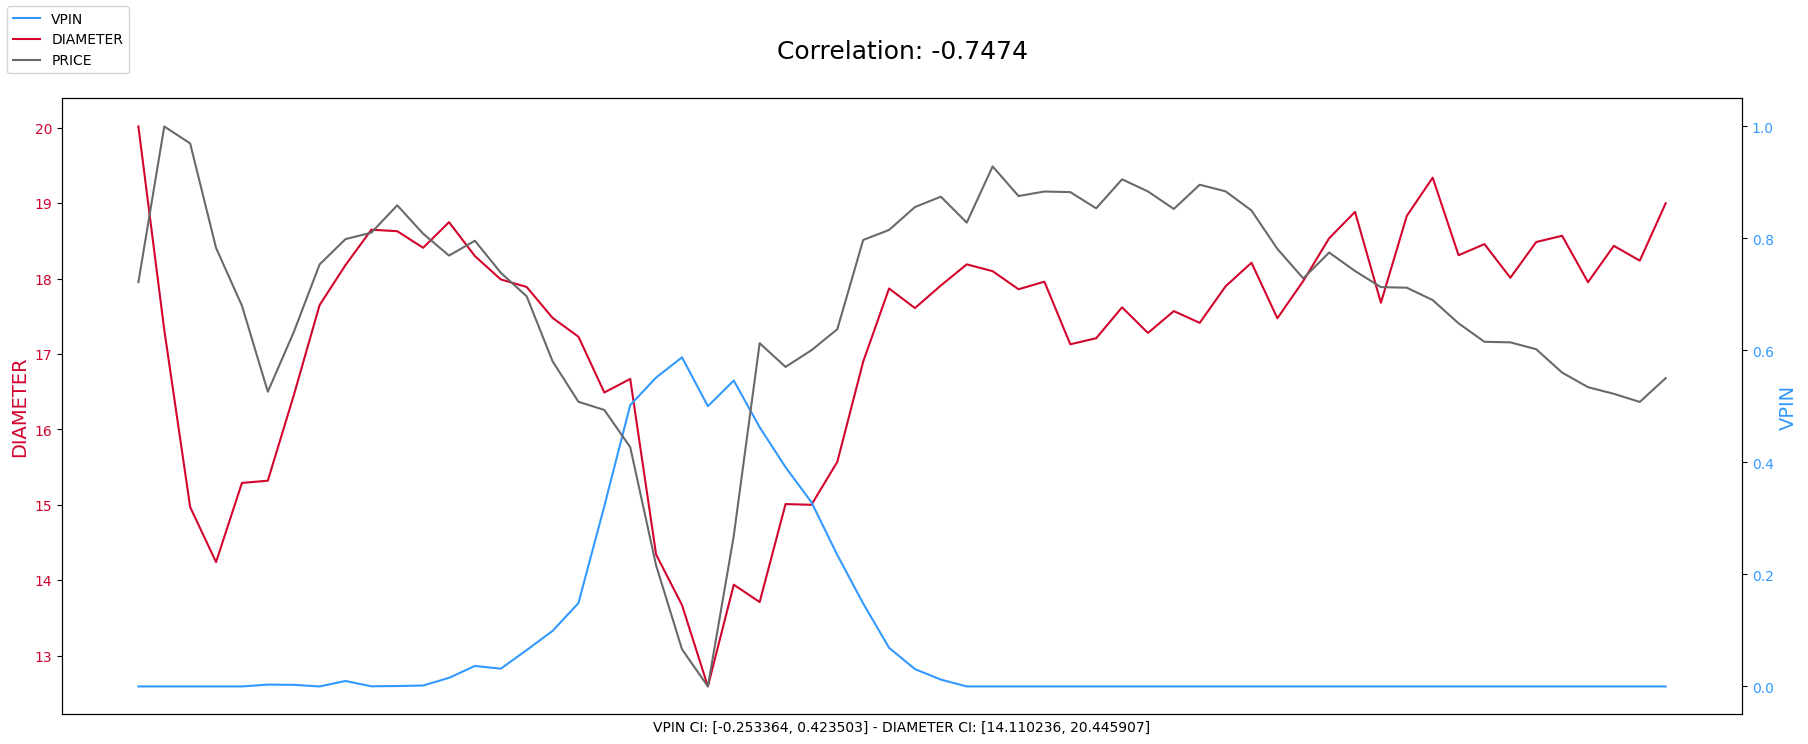 VPIN
DIAMETER
PRICE
Correlation: -0.7474
20
19
18
17
16
15
14
13
DIAMETER
1.0
0.8
0.6
0.4
0.2
0.0
VPIN
VPIN CI: [-0.253364, 0.423503] - DIAMETER CI: [14.110236, 20.445907]